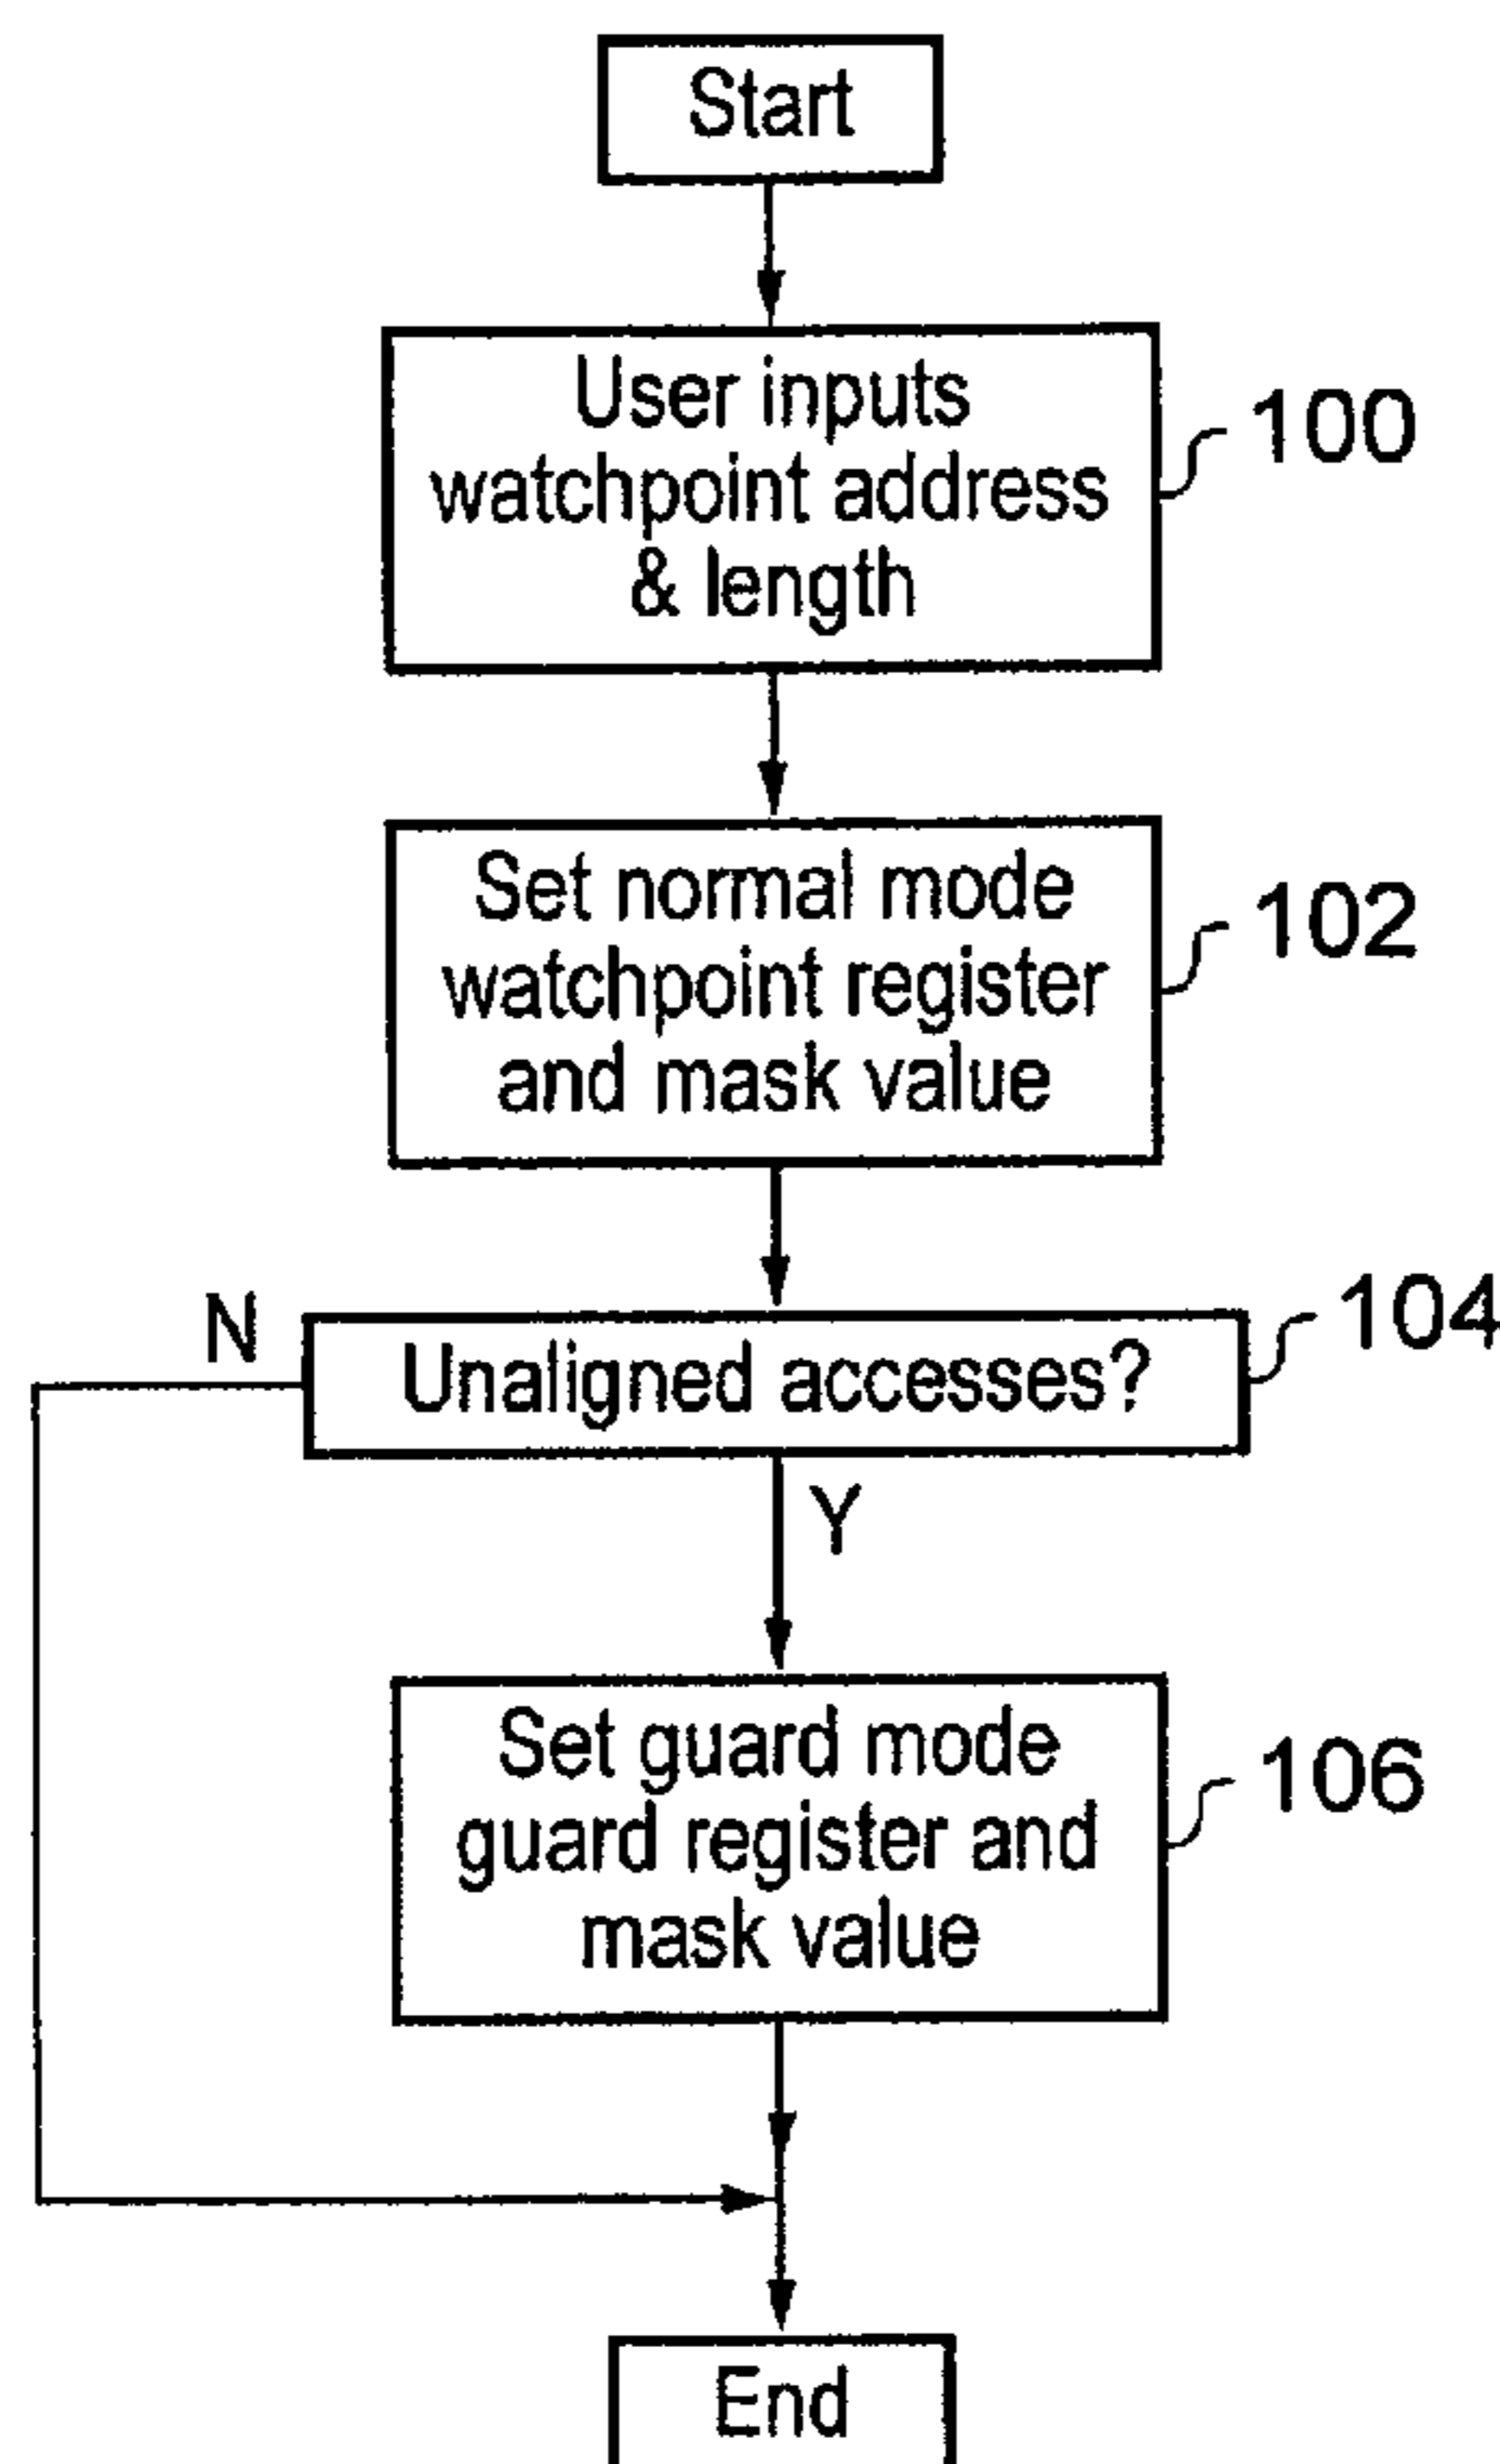 Start
User inputs
watchpoint address
& length
100
Set normal mode
watchpoint register
and mask value
102
N
Unaligned accesses?
104
Y
Set guard mode
guard register and
mask value
106
End